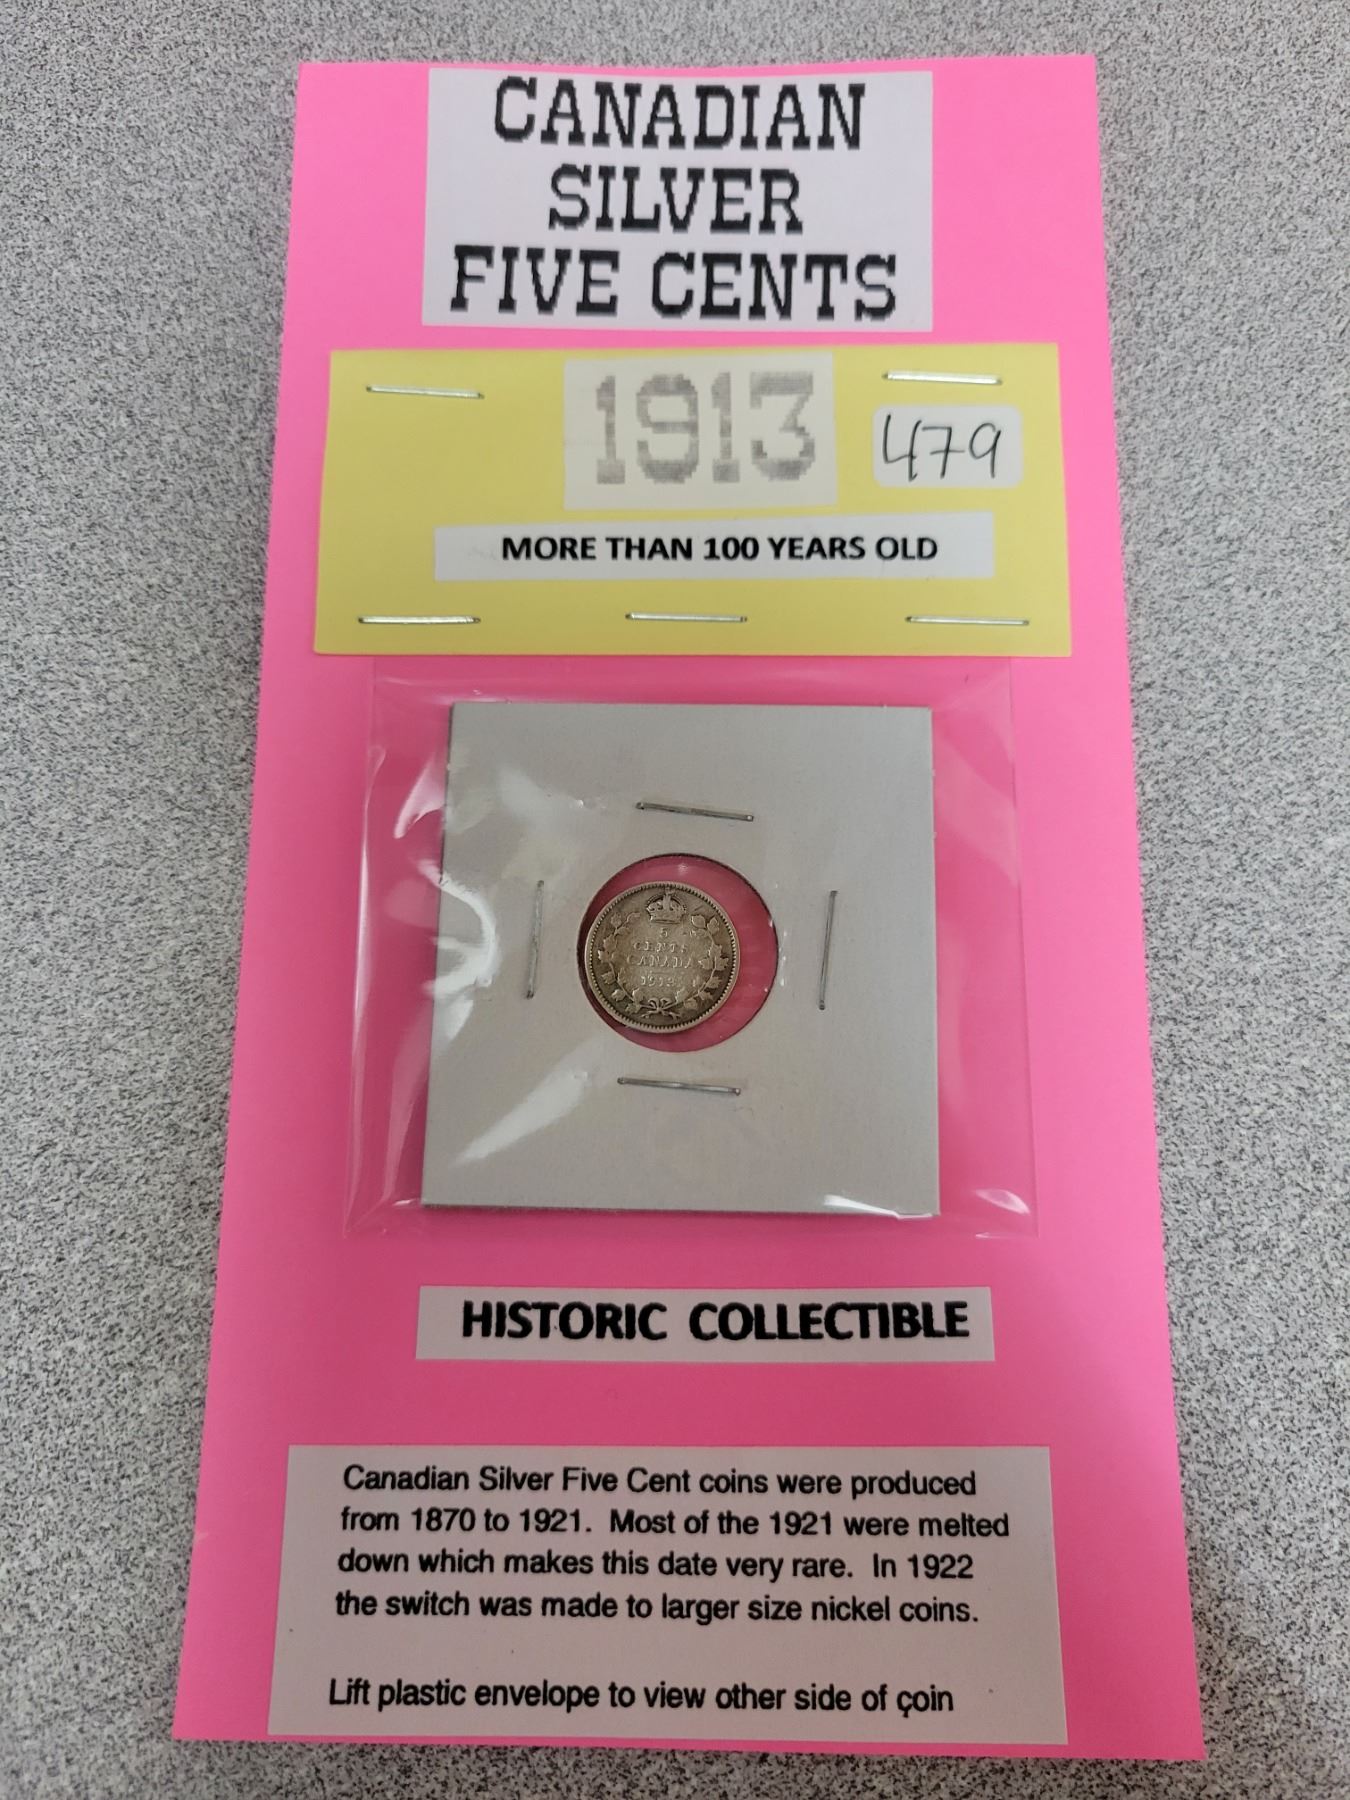 CANADIAN
SILVER
FIVE CENTS
1913
479
MORE THAN 100 YEARS OLD
5
CENTS
CANADA
1913
HISTORIC COLLECTIBLE
Canadian Silver Five Cent coins were produced
from 1870 to 1921. Most of the 1921 were melted
down which makes this date very rare. In 1922
the switch was made to larger size nickel coins.
Lift plastic envelope to view other side of coin